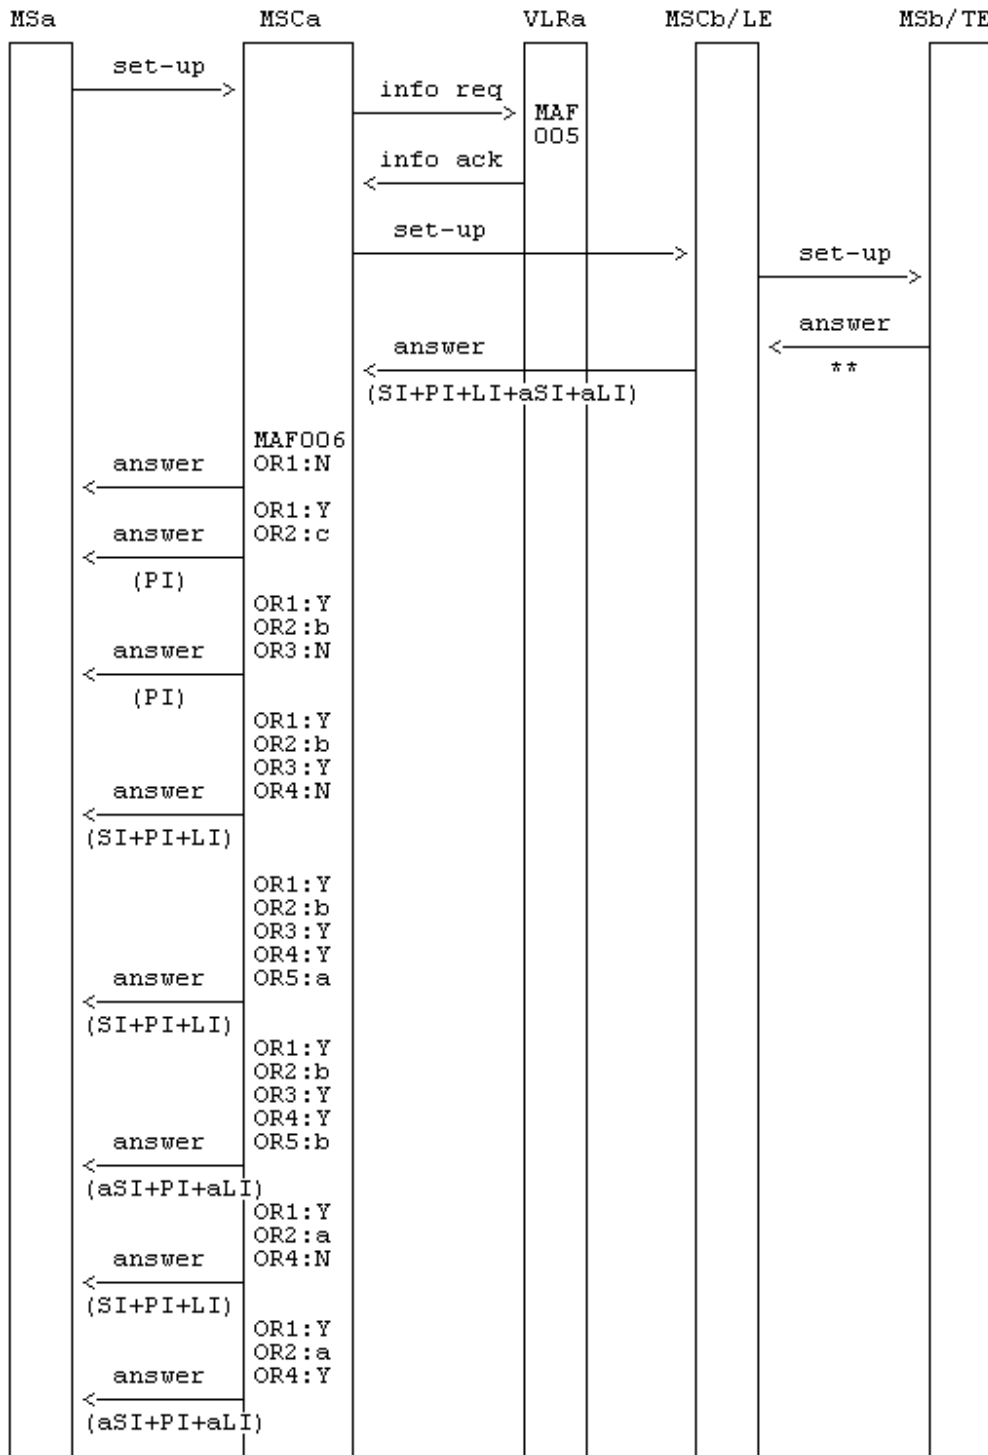 MSa MSCa VLRa MSCb/LE MSb/TE
set-up
info req
MAF
005
info ack
set-up
set-up
answer
**
answer
(SI+PI+LI+aSI+aLI)
MAF006
answer OR1:N
OR1:Y
answer OR2:c
(PI)
OR1:Y
OR2:b
answer OR3:N
(PI)
OR1:Y
OR2:b
OR3:Y
answer OR4:N
(SI+PI+LI)
OR1:Y
OR2:b
OR3:Y
OR4:Y
answer OR5:a
(SI+PI+LI)
OR1:Y
OR2:b
OR3:Y
OR4:Y
answer OR5:b
(aSI+PI+aLI)
OR1:Y
OR2:a
answer OR4:N
(SI+PI+LI)
OR1:Y
OR2:a
answer OR4:Y
(aSI+PI+aLI)